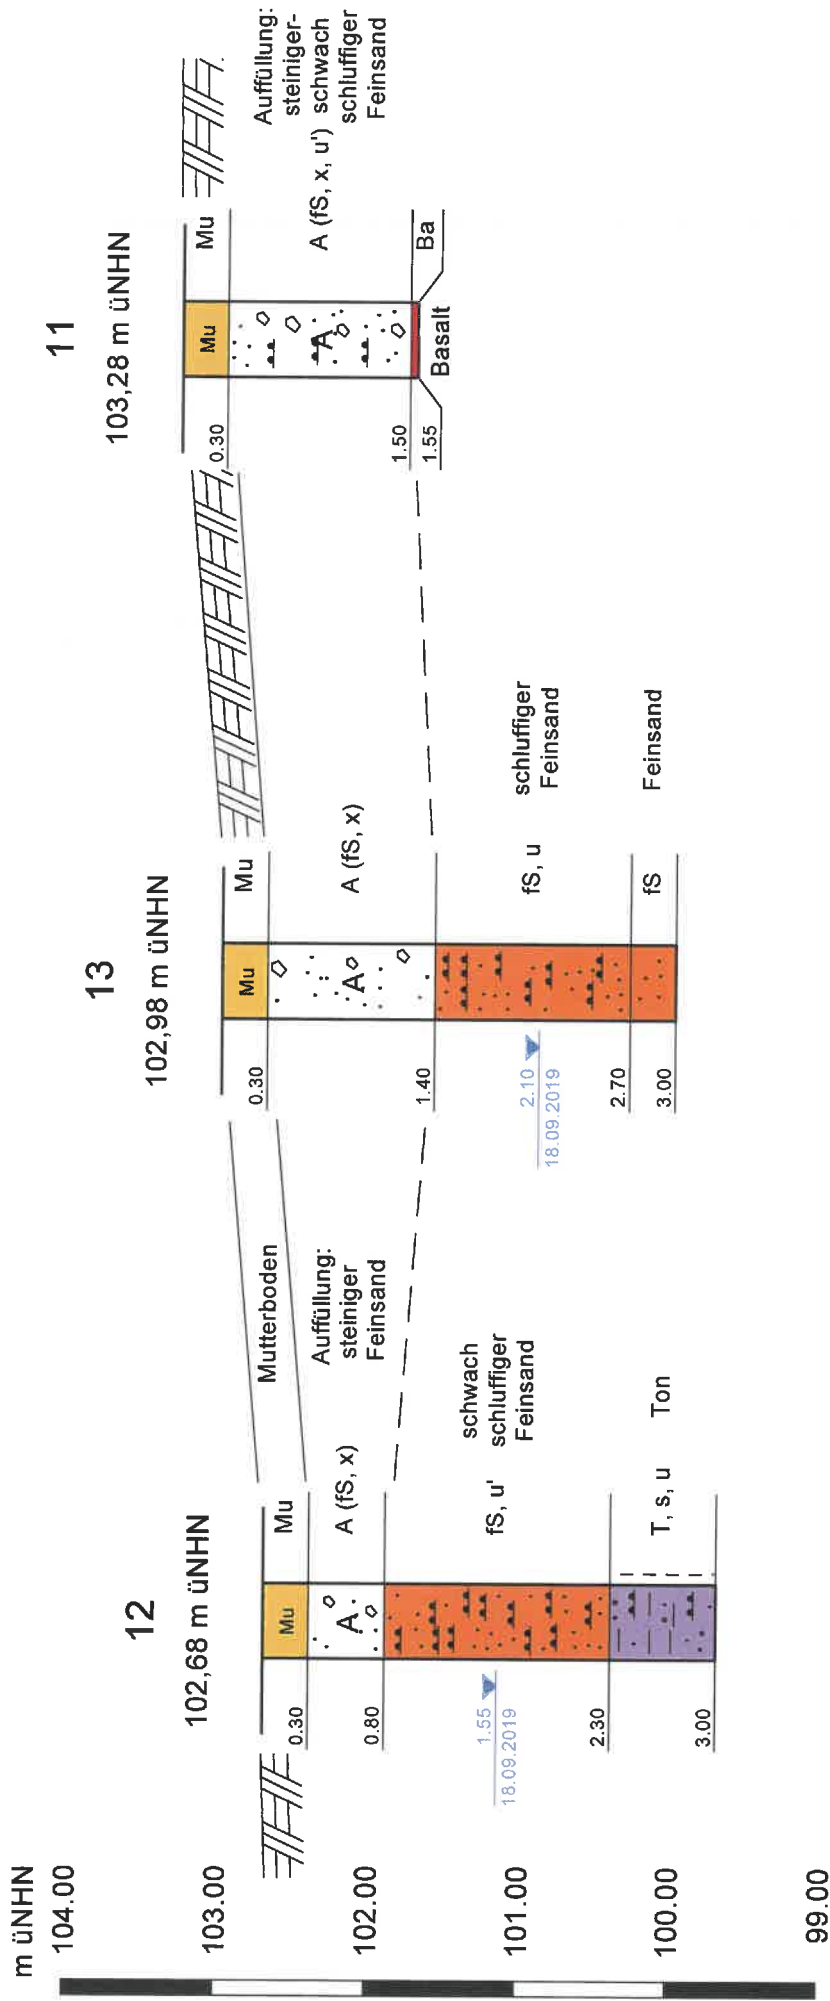 m üNHN
104.00
103.00
102.00
101.00
100.00
99.00
12
102,68 m üNHN
Mu
Mu
0.30
A
A (fS, x)
0.80
1.55
18.09.2019
fS, u'
schwach
schluffiger
Feinsand
2.30
T, s, u
Ton
3.00
Mutterboden
Auffüllung:
steiniger
Feinsand
13
102,98 m üNHN
Mu
Mu
0.30
A
A (fS, x)
1.40
2.10
18.09.2019
fS, u
schluffiger
Feinsand
2.70
fS
Feinsand
3.00
11
103,28 m üNHN
Mu
Mu
0.30
A
A (fS, x, u')
Auffüllung:
steiniger-
schwach
schluffiger
Feinsand
1.50
1.55
Basalt
Ba